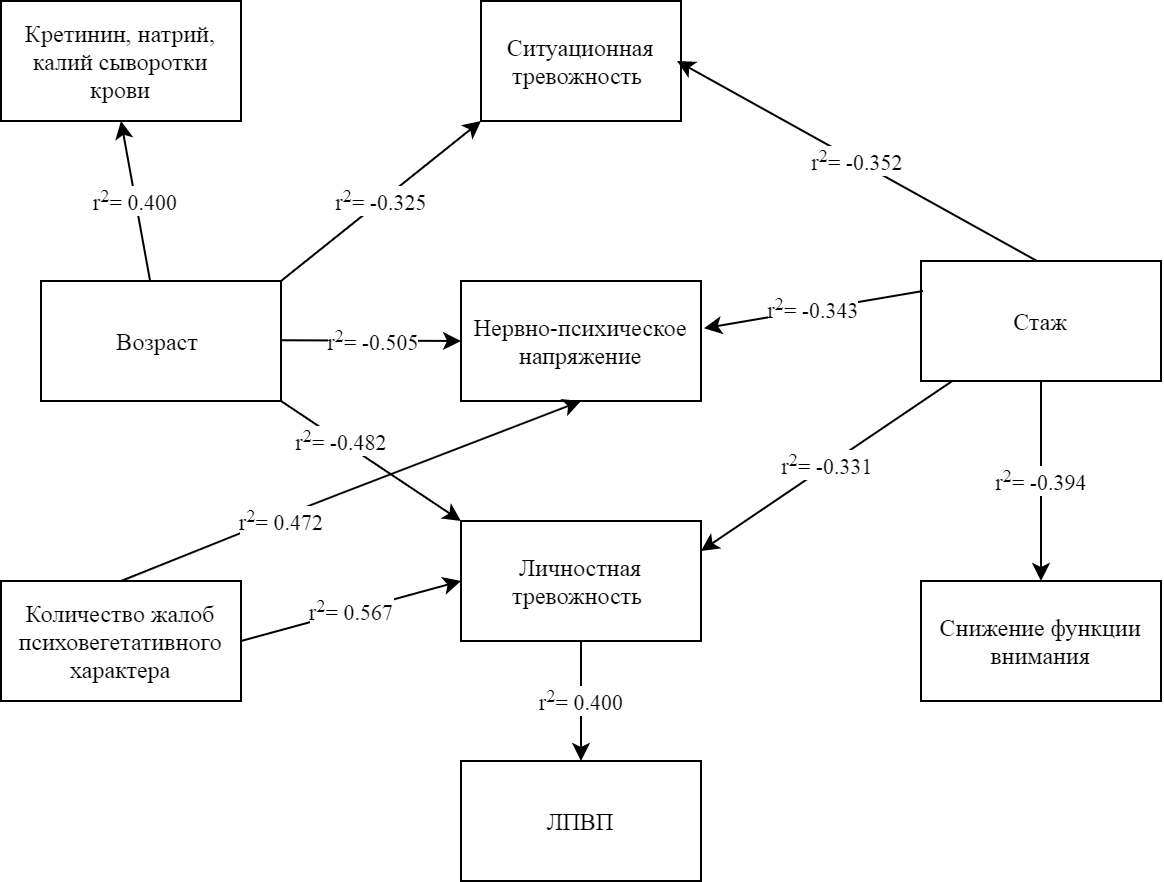 Кретинин, натрий,
калий сыворотки
крови
Ситуационная
тревожность
r²= -0.352
r²= 0.400
r²= -0.325
Возраст
r²= -0.505
Нервно-психическое
напряжение
r²= -0.343
Стаж
r²= -0.482
r²= -0.331
r²= -0.394
r²= 0.472
Количество жалоб
психовегетативного
характера
r²= 0.567
Личностная
тревожность
Снижение функции
внимания
r²= 0.400
ЛПВП